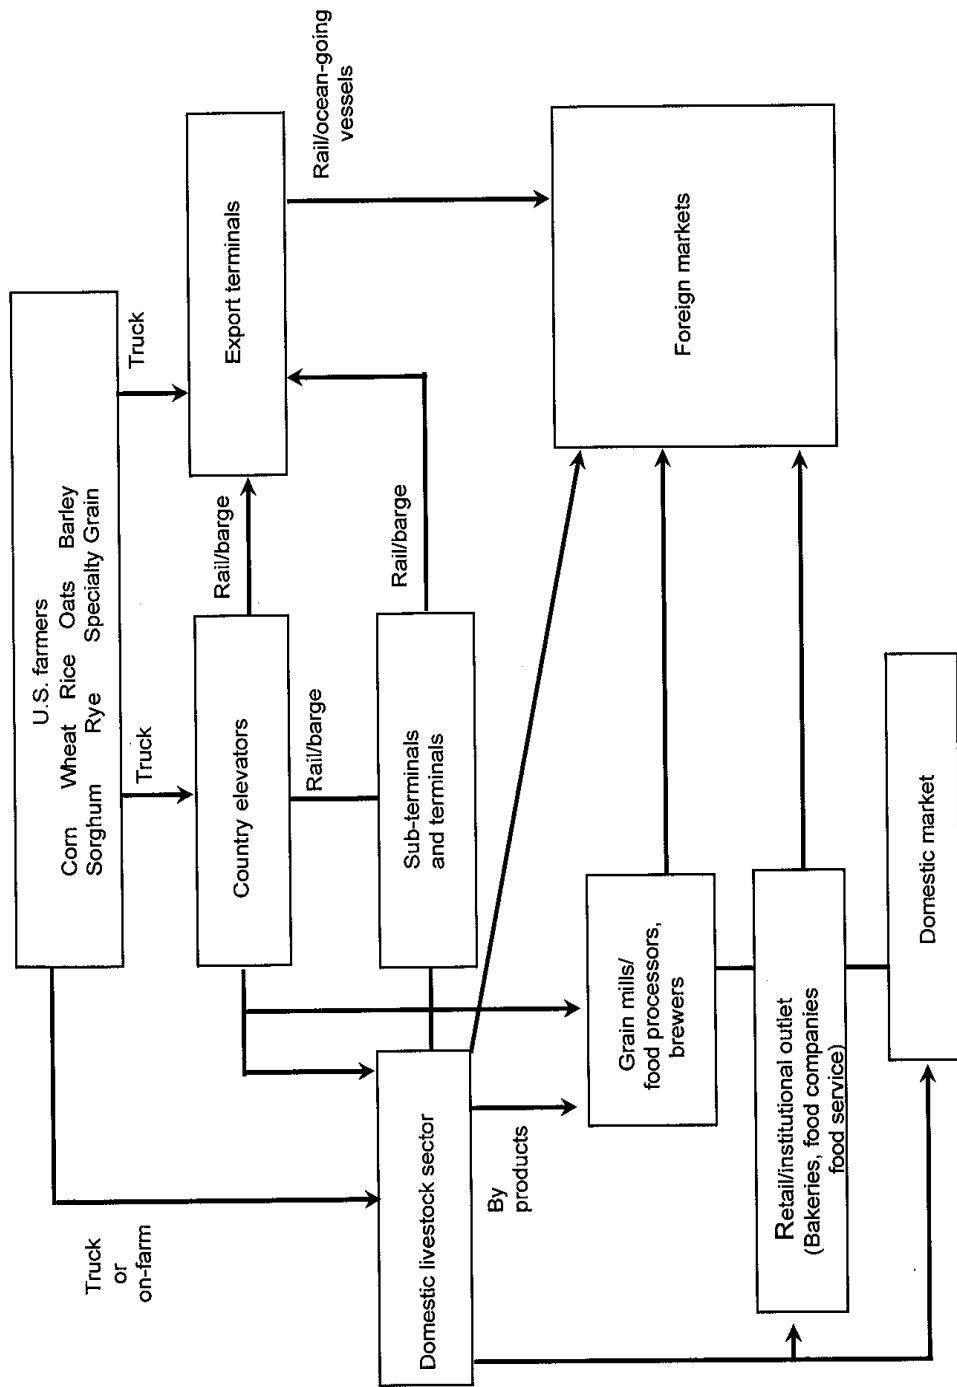 U.S. farmers
Corn Wheat Rice Oats Barley
Sorghum Rye Specialty Grain
Truck
or
on-farm
Truck
Truck
Country elevators
Rail/barge
Export terminals
Rail/ocean-going
vessels
Rail/barge
Domestic livestock sector
Sub-terminals
and terminals
Rail/barge
By
products
Grain mills/
food processors,
brewers
Foreign markets
Retail/institutional outlet
(Bakeries, food companies
food service)
Domestic market